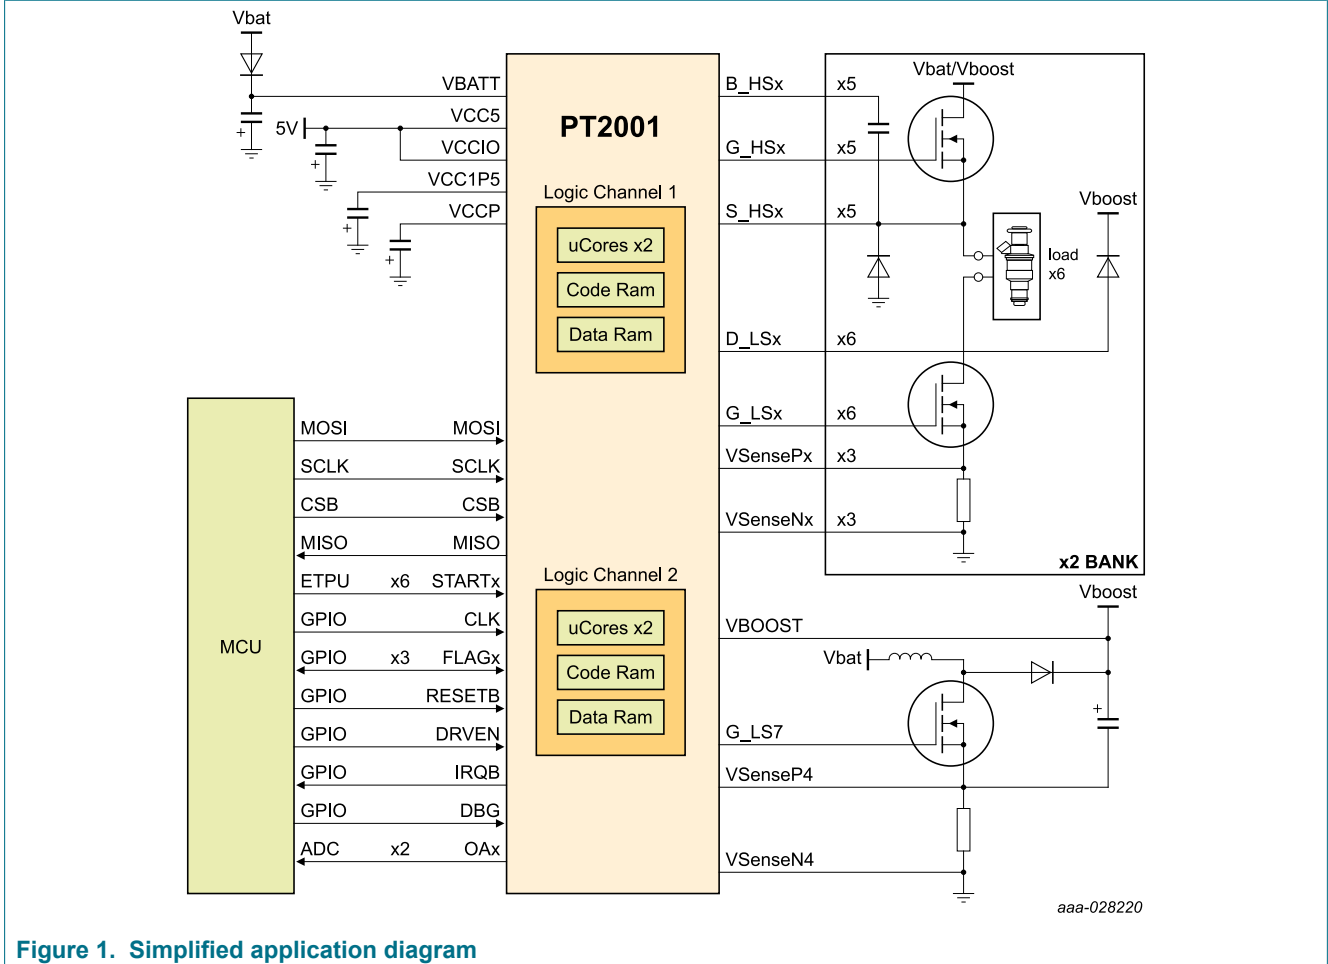 Vbat
VBATT
VCC5
5V
VCCIO
VCC1P5
VCCP
PT2001
Logic Channel 1
uCores x2
Code Ram
Data Ram
B_HSx x5
G_HSx x5
S_HSx x5
D_LSx x6
G_LSx x6
VSensePx x3
VSenseNx x3
Vbat/Vboost
Vboost
load
x6
x2 BANK
MCU
MOSI MOSI
SCLK SCLK
CSB CSB
MISO MISO
ETPU x6 STARTx
GPIO CLK
GPIO x3 FLAGx
GPIO RESETB
GPIO DRVEN
GPIO IRQB
GPIO DBG
ADC x2 OAx
Logic Channel 2
uCores x2
Code Ram
Data Ram
Vboost
VBOOST
Vbat
G_LS7
VSenseP4
VSenseN4
aaa-028220
Figure 1. Simplified application diagram